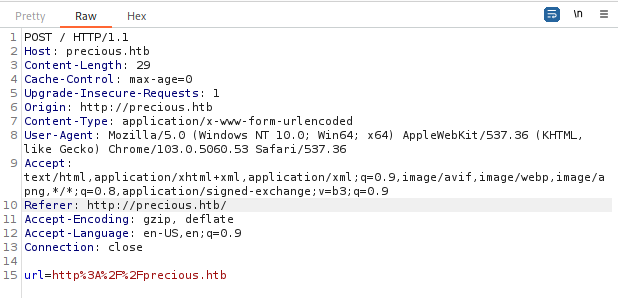 Pretty Raw Hex \n
1 POST / HTTP/1.1
2 Host: precious.htb
3 Content-Length: 29
4 Cache-Control: max-age=0
5 Upgrade-Insecure-Requests: 1
6 Origin: http://precious.htb
7 Content-Type: application/x-www-form-urlencoded
8 User-Agent: Mozilla/5.0 (Windows NT 10.0; Win64; x64) AppleWebKit/537.36 (KHTML,
like Gecko) Chrome/103.0.5060.53 Safari/537.36
9 Accept:
text/html,application/xhtml+xml,application/xml;q=0.9,image/avif,image/webp,image/a
png,*/*;q=0.8,application/signed-exchange;v=b3;q=0.9
10 Referer: http://precious.htb/
11 Accept-Encoding: gzip, deflate
12 Accept-Language: en-US,en;q=0.9
13 Connection: close
14
15 url=http%3A%2F%2Fprecious.htb